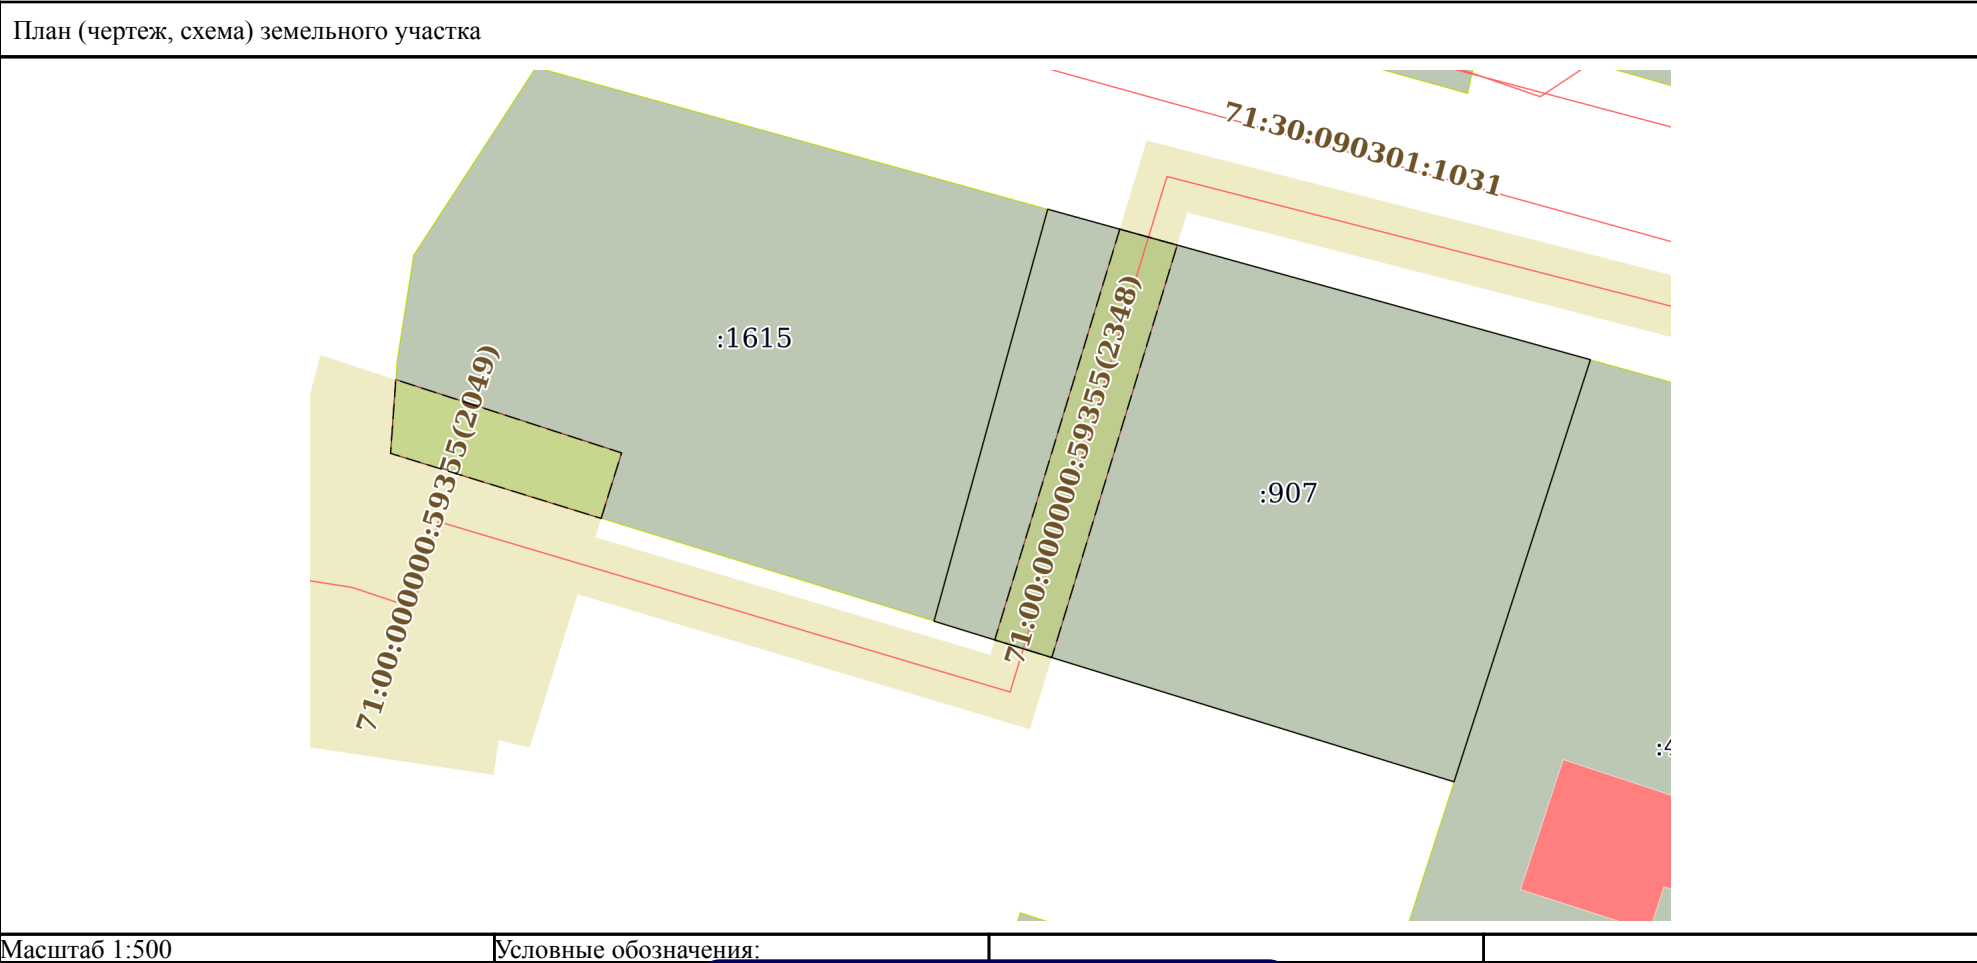 План (чертеж, схема) земельного участка
71:30:090301:1031
:1615
71:00:000000:59355(2348)
71:00:000000:59355(2049)
:907
:4
Масштаб 1:500
Условные обозначения: